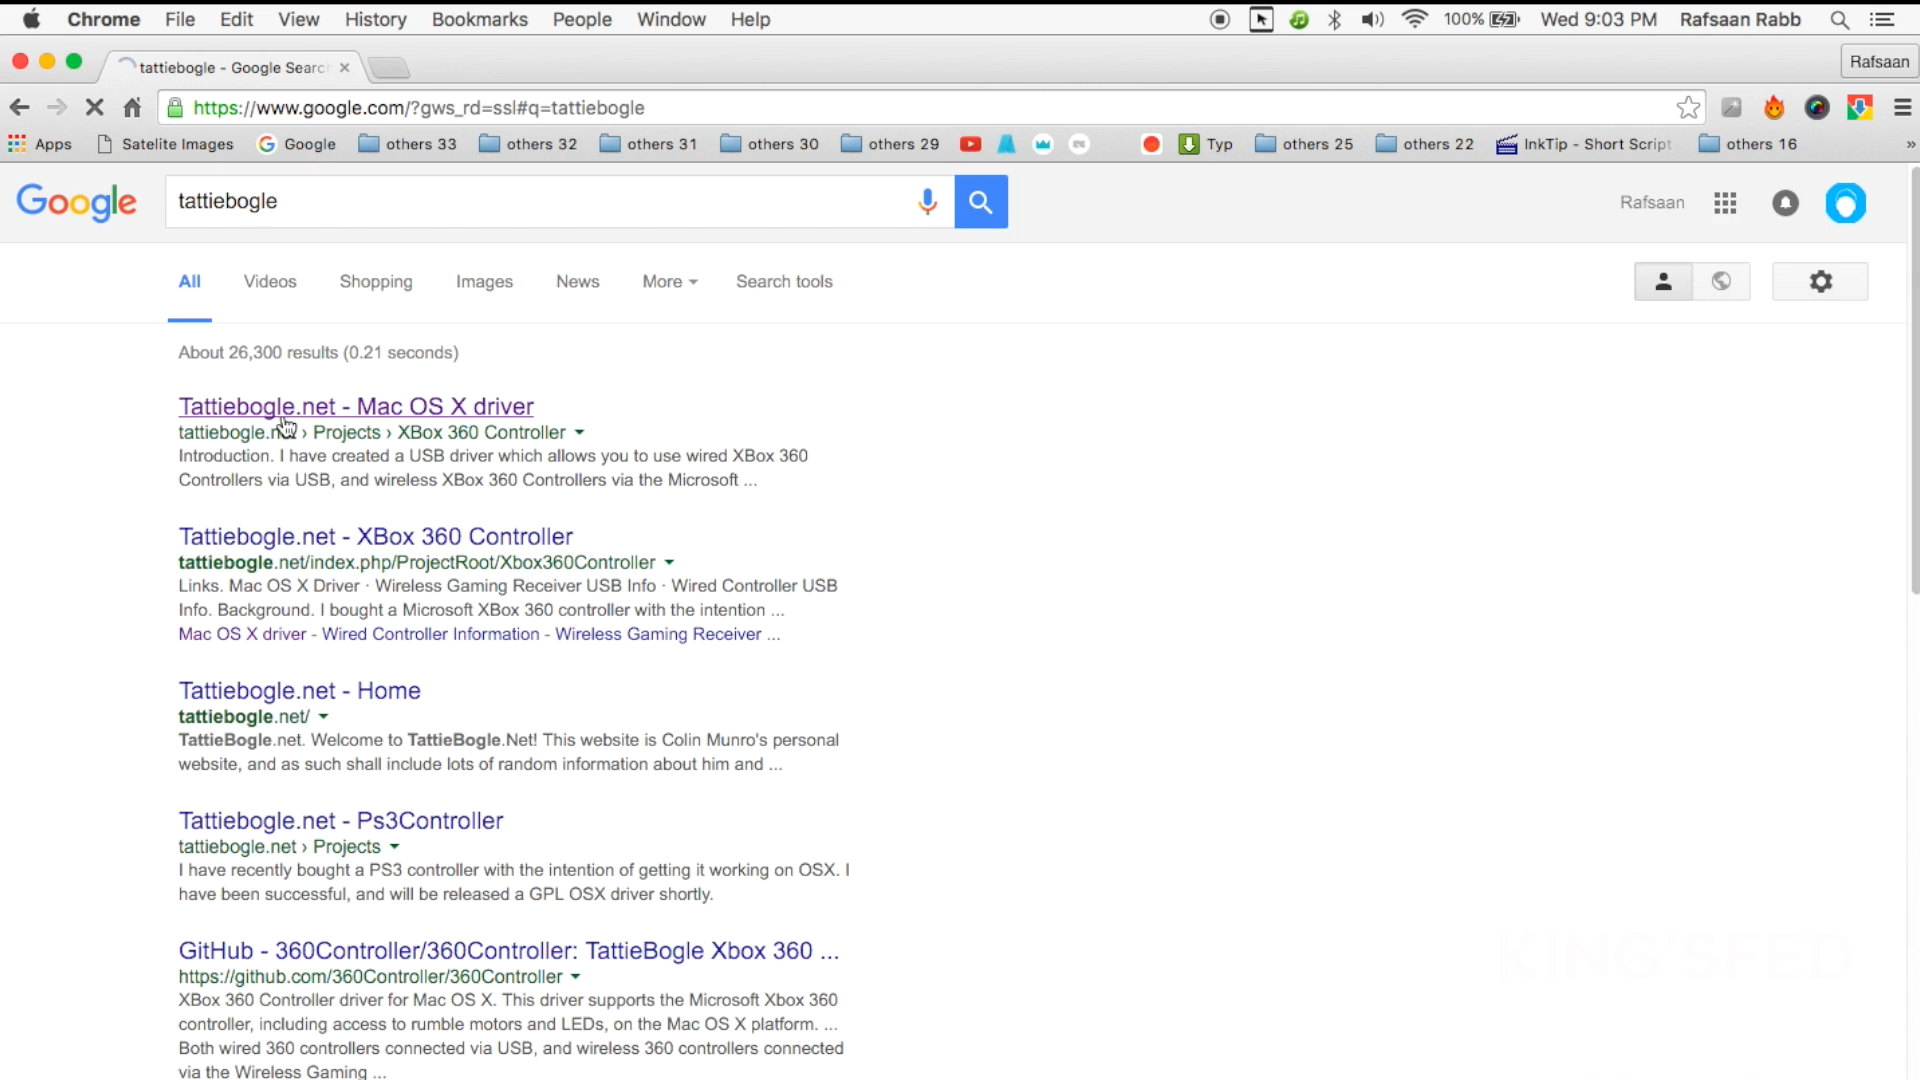 Chrome File Edit View History Bookmarks People Window Help 100% Wed 9:03 PM Rafsaan Rabb
tattiebogle - Google Searc Rafsaan
https://www.google.com/?gws_rd=ssl#q=tattiebogle
Apps Satelite Images Google others 33 others 32 others 31 others 30 others 29 Typ others 25 others 22 InkTip - Short Script others 16 »
Google tattiebogle Rafsaan
All Videos Shopping Images News More Search tools
About 26,300 results (0.21 seconds)
Tattiebogle.net - Mac OS X driver
tattiebogle.net › Projects › XBox 360 Controller
Introduction. I have created a USB driver which allows you to use wired XBox 360
Controllers via USB, and wireless XBox 360 Controllers via the Microsoft ...
Tattiebogle.net - XBox 360 Controller
tattiebogle.net/index.php/ProjectRoot/Xbox360Controller
Links. Mac OS X Driver · Wireless Gaming Receiver USB Info · Wired Controller USB
Info. Background. I bought a Microsoft XBox 360 controller with the intention ...
Mac OS X driver - Wired Controller Information - Wireless Gaming Receiver ...
Tattiebogle.net - Home
tattiebogle.net/
TattieBogle.net. Welcome to TattieBogle.Net! This website is Colin Munro's personal
website, and as such shall include lots of random information about him and ...
Tattiebogle.net - Ps3Controller
tattiebogle.net › Projects
I have recently bought a PS3 controller with the intention of getting it working on OSX. I
have been successful, and will be released a GPL OSX driver shortly.
GitHub - 360Controller/360Controller: TattieBogle Xbox 360 ...
https://github.com/360Controller/360Controller
XBox 360 Controller driver for Mac OS X. This driver supports the Microsoft Xbox 360
controller, including access to rumble motors and LEDs, on the Mac OS X platform. ...
Both wired 360 controllers connected via USB, and wireless 360 controllers connected
via the Wireless Gaming ...
KING'SFED